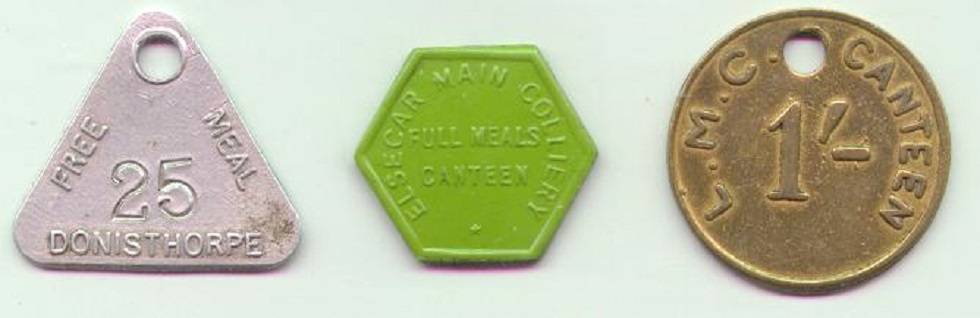 FREE MEAL
25
DONISTHORPE
ELSECAR MAIN COLLIERY
FULL MEALS
CANTEEN
L.M.C. CANTEEN
1/-